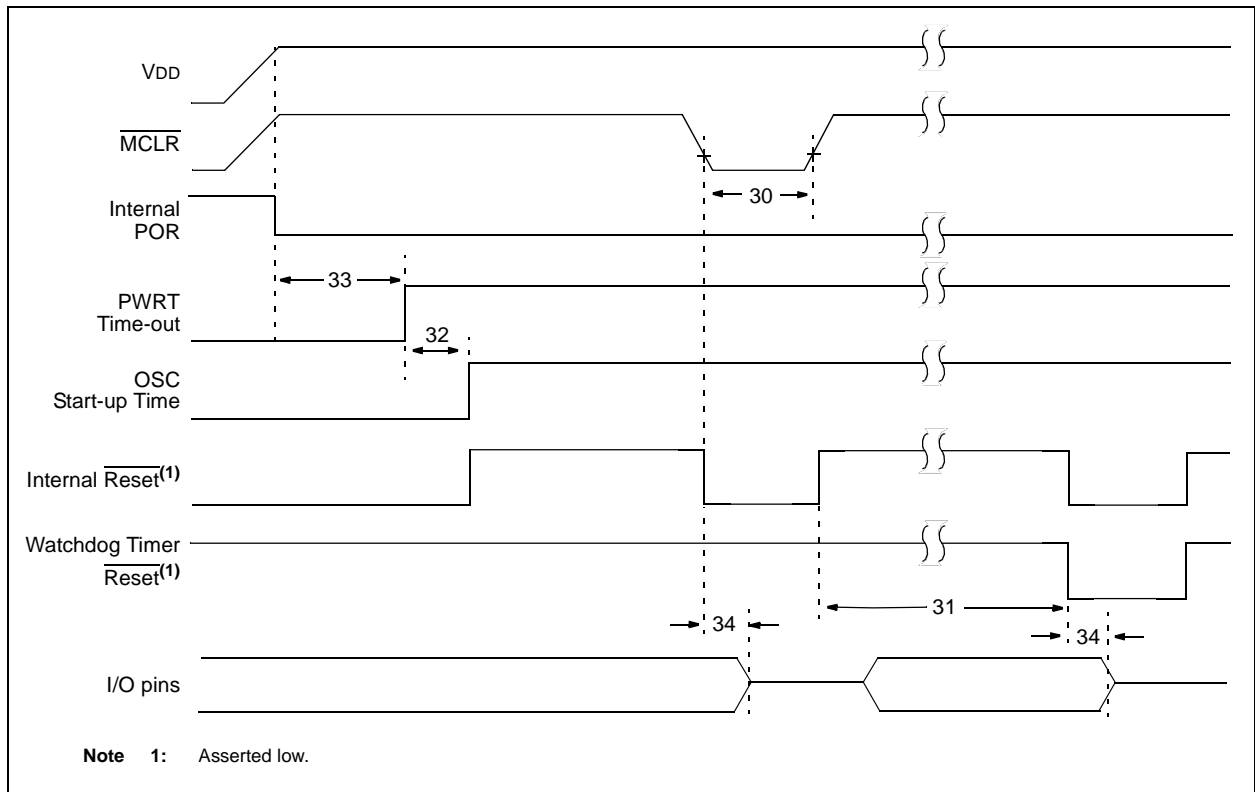 VDD
MCLR
30
Internal
POR
33
PWRT
Time-out
32
OSC
Start-up Time
Internal Reset(1)
Watchdog Timer
Reset(1)
31
34
34
I/O pins
Note 1: Asserted low.